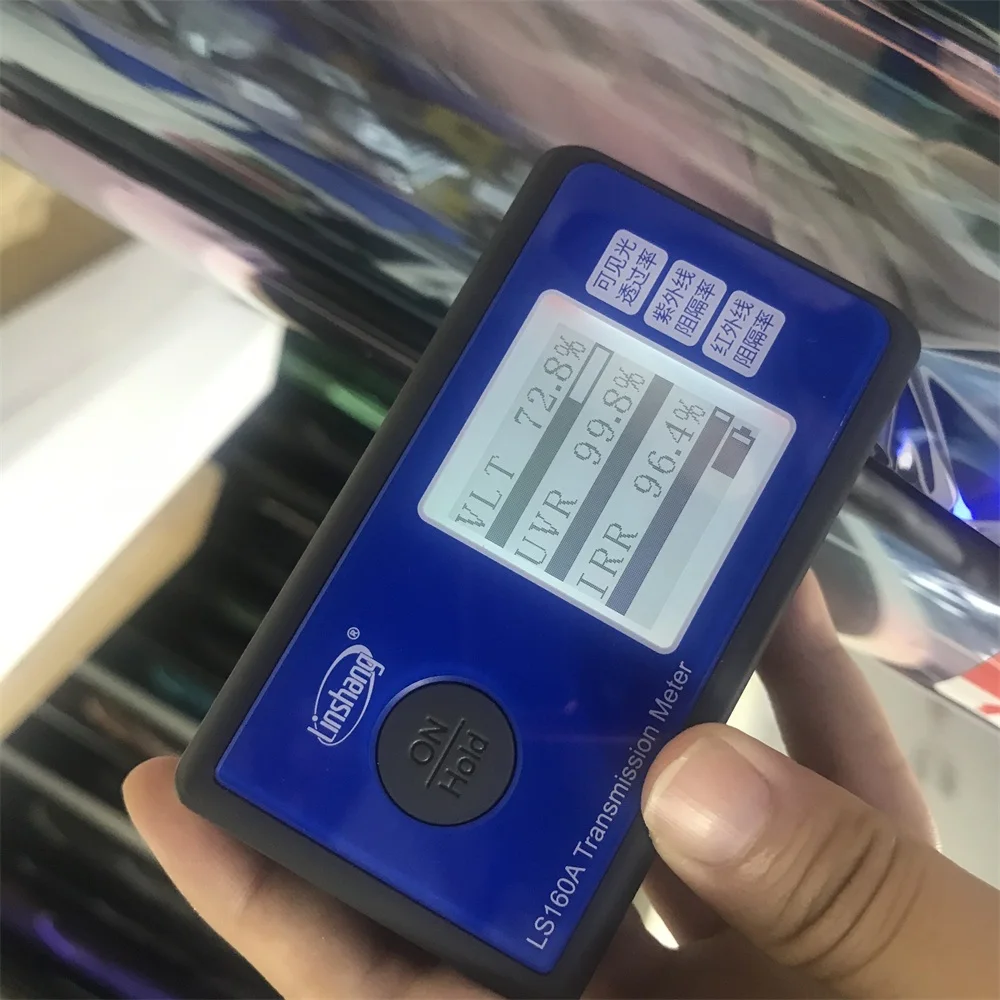 可见光
透过率
紫外线
阻隔率
红外线
阻隔率
VLT 72.8%
UVR 99.8%
IRR 96.4%
Linshang®
ON
Hold
LS160A Transmission Meter